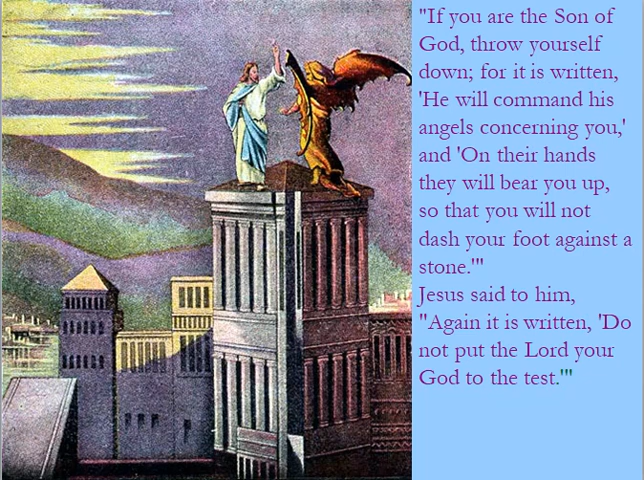 "If you are the Son of
God, throw yourself
down; for it is written,
'He will command his
angels concerning you,'
and 'On their hands
they will bear you up,
so that you will not
dash your foot against a
stone.'"
Jesus said to him,
"Again it is written, 'Do
not put the Lord your
God to the test.'"